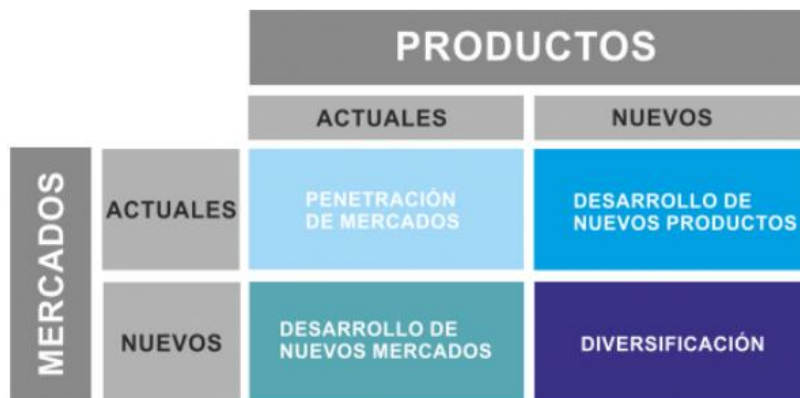 PRODUCTOS
ACTUALES
NUEVOS
MERCADOS
ACTUALES
PENETRACIÓN
DE MERCADOS
DESARROLLO DE
NUEVOS PRODUCTOS
NUEVOS
DESARROLLO DE
NUEVOS MERCADOS
DIVERSIFICACIÓN